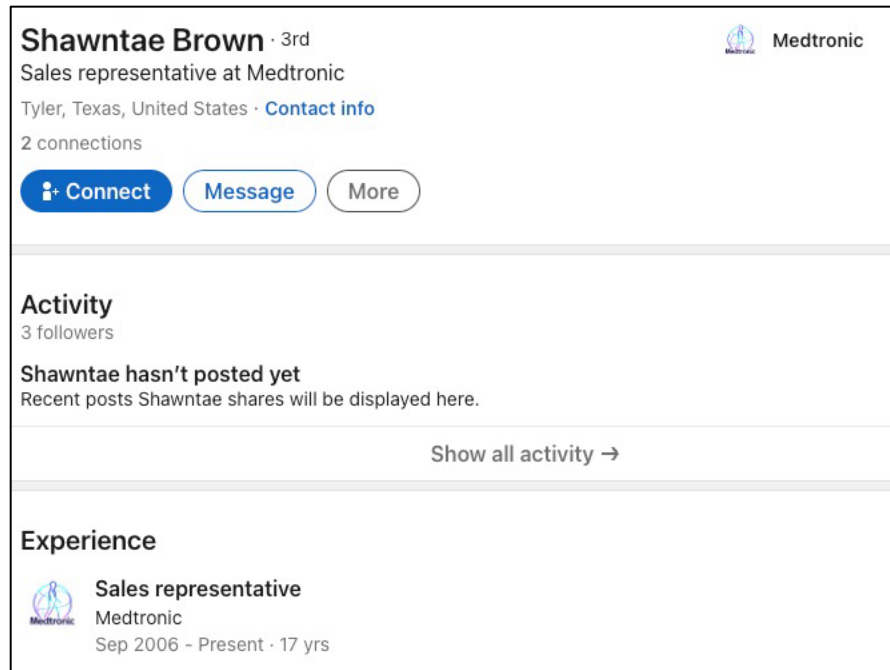 Shawntae Brown · 3rd
Medtronic
Medtronic
Sales representative at Medtronic
Tyler, Texas, United States · Contact info
2 connections
Connect
Message
More
Activity
3 followers
Shawntae hasn't posted yet
Recent posts Shawntae shares will be displayed here.
Show all activity →
Experience
Sales representative
Medtronic
Medtronic
Sep 2006 - Present · 17 yrs